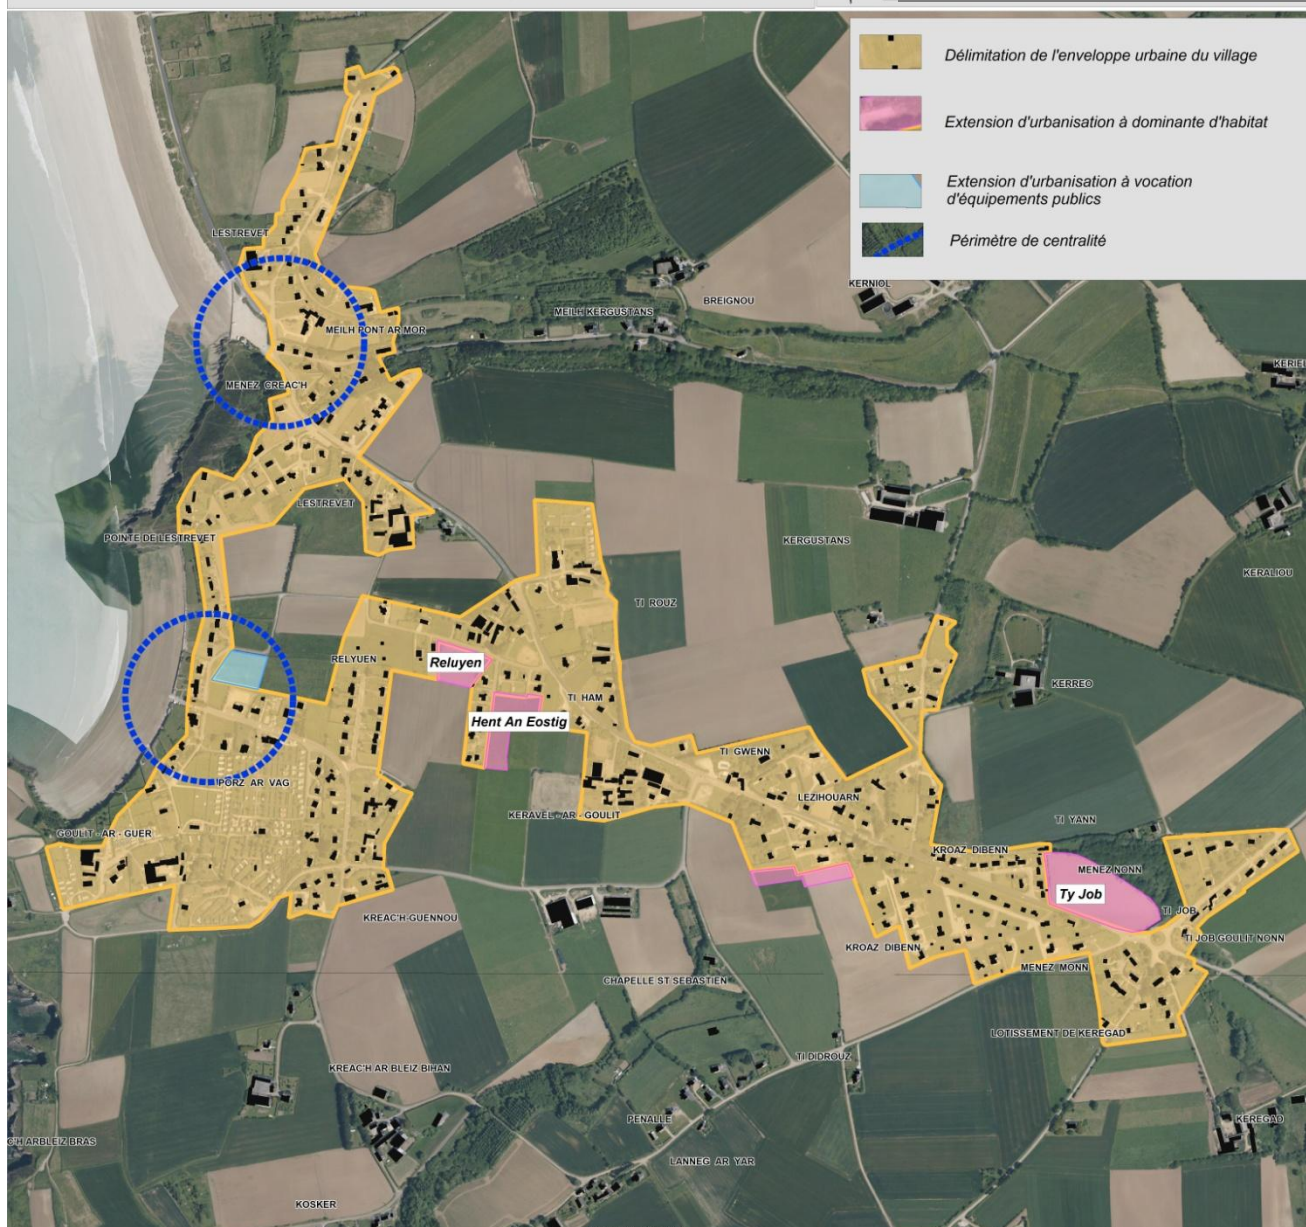 Délimitation de l'enveloppe urbaine du village
Extension d'urbanisation à dominante d'habitat
Extension d'urbanisation à vocation
d'équipements publics
Périmètre de centralité
LESTREVET
MEILH PONT AR MOR
MEILH KERGUSTANS
BREIGNOU
KERNIOL
KERIEL
MENEZ CREAC'H
LESTREVET
POINTE DE LESTREVET
KERGUSTANS
KERALIOU
TI ROUZ
RELYUEN
Reluyen
KERREO
TI HAM
Hent An Eostig
TI GWENN
PORZ AR VAG
LEZIHOUARN
KERAVEL - AR - GOULIT
TI YANN
GOULIT - AR - GUER
KROAZ DIBENN
MENEZ NONN
Ty Job
TI JOB
KREAC'H-GUENNOU
TI JOB GOULIT NONN
KROAZ DIBENN
MENEZ MONN
CHAPELLE ST SEBASTIEN
LOTISSEMENT DE KEREGAD
TI DIDROUZ
KREAC'H AR BLEIZ BIHAN
PENALLE
KEREGAD
C'H ARBLEIZ BRAS
LANNEG AR YAR
KOSKER